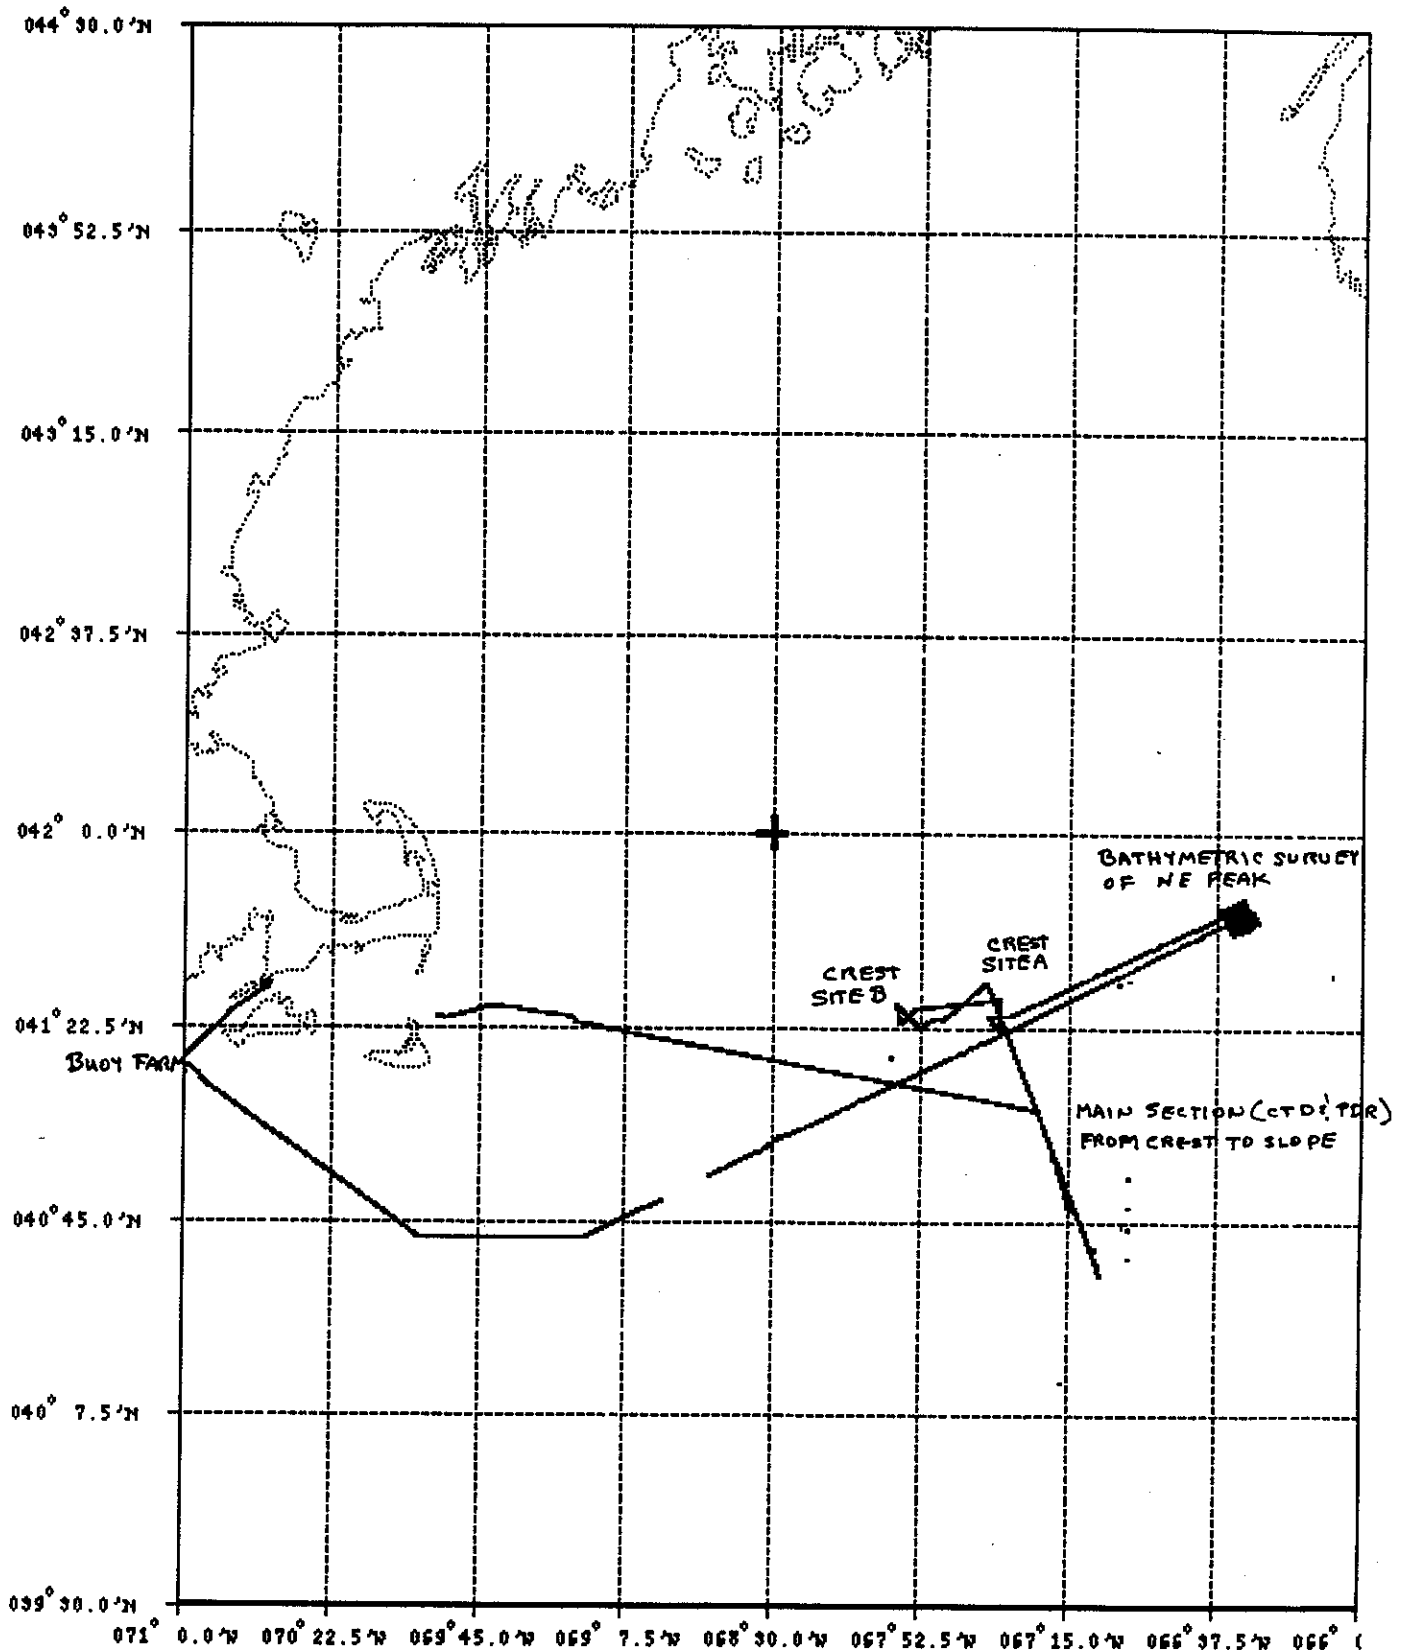 044° 30.0'N
043° 52.5'N
043° 15.0'N
042° 37.5'N
042° 0.0'N
BATHYMETRIC SURVEY
OF NE PEAK
CREST
SITE A
CREST
SITE B
041° 22.5'N
BUOY FARM
MAIN SECTION (CTD & PDR)
FROM CREST TO SLOPE
040° 45.0'N
040° 7.5'N
039° 30.0'N
071° 0.0'W 070° 22.5'W 069° 45.0'W 069° 7.5'W 068° 30.0'W 067° 52.5'W 067° 15.0'W 066° 37.5'W 066° (